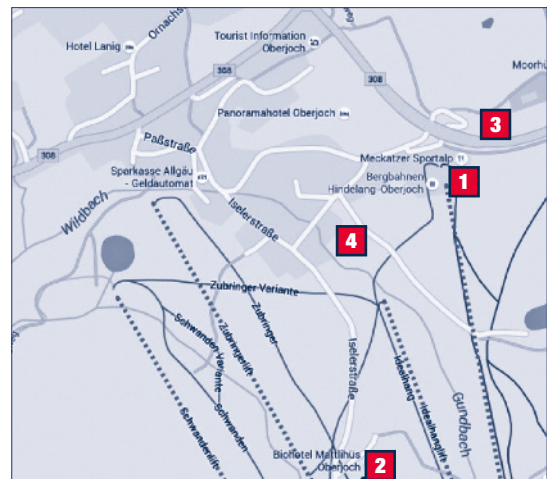 Hotel Lanig
Ornachs
Tourist Information
Oberjoch
308
308
Moorhü
Panoramahotel Oberjoch
3
Paßstraße
308
Meckatzer Sportalp
Sparkasse Allgäu
- Geldautomat
Bergbahnen
Hindelang-Oberjoch
1
Wildbach
Iselerstraße
4
Zubringer Variante
Schwanden Variante
Zubringerlift
Zubringer
Iselerstraße
Idealhang
Idealhanglift
Gundbach
Schwandenlift
Schwanden
Biohotel Mattlihüs
Oberjoch
2